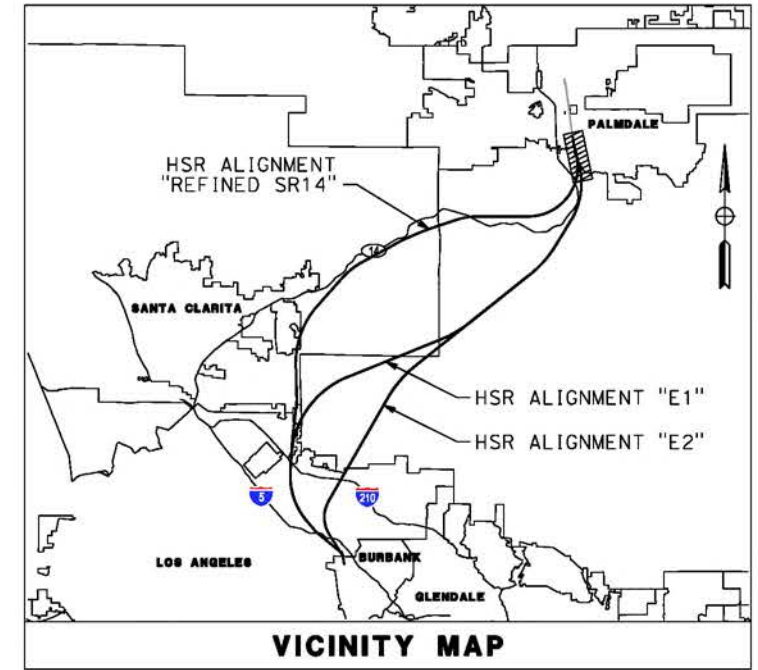 PALMDALE
HSR ALIGNMENT
"REFINED SR14"
14
SANTA CLARITA
HSR ALIGNMENT "E1"
HSR ALIGNMENT "E2"
5
210
LOS ANGELES
BURBANK
GLENDALE
VICINITY MAP